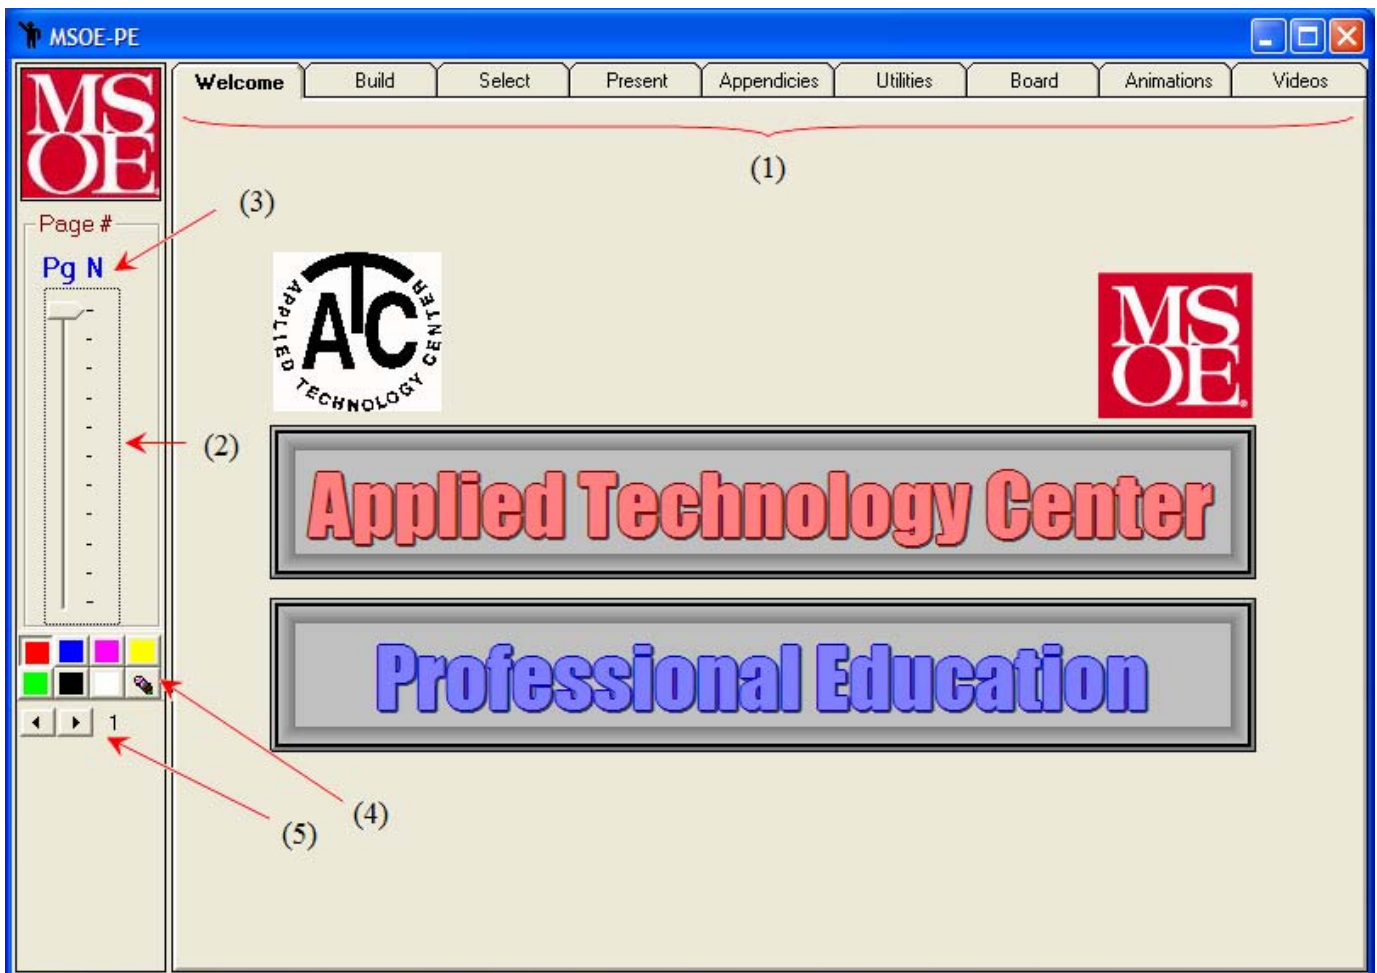 MSOE-PE
MS
OE
Welcome Build Select Present Appendicies Utilities Board Animations Videos
(1)
(3)
Page #
Pg N
(2)
ATC
APPLIED TECHNOLOGY CENTER
MS
OE
Applied Technology Center
Professional Education
1
(4)
(5)